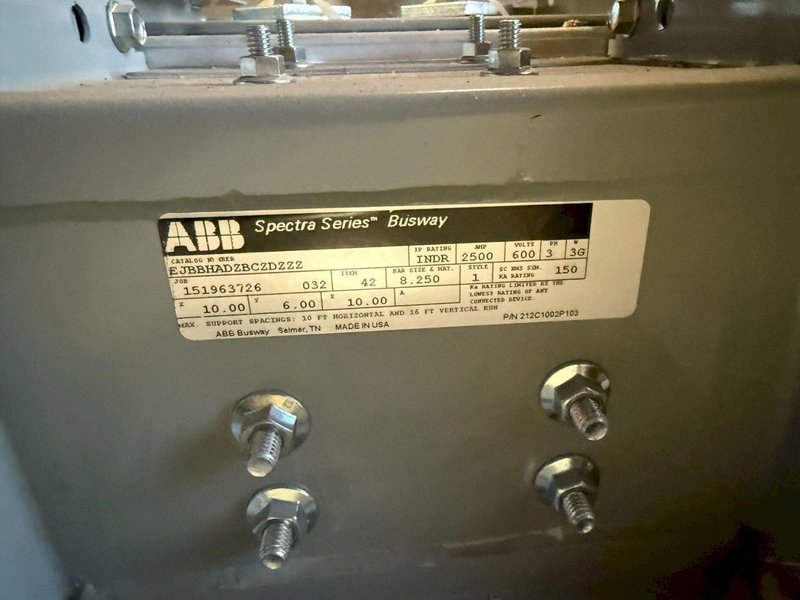 ABB Spectra Series™ Busway
CATALOG NUMBER IP RATING AMP VOLTS PH W
EJBBHADZBCZDZZZ INDR 2500 600 3 3G
JOB ITEM BAR SIZE & MAT. STYLE SC RMS SYM. KA RATING 150
151963726 032 42 8.250 1
X 10.00 Y 6.00 Z 10.00 A
KA RATING LIMITED BY THE
LOWEST RATING OF ANY
CONNECTED DEVICE.
MAX. SUPPORT SPACINGS: 10 FT HORIZONTAL AND 16 FT VERTICAL RUN
ABB Busway Selmer, TN MADE IN USA P/N 212C1002P103